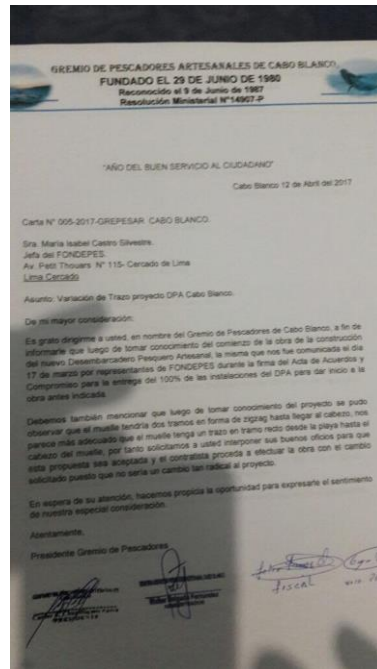 GREMIO DE PESCADORES ARTESANALES DE CABO BLANCO
FUNDADO EL 29 DE JUNIO DE 1980
Reconocido el 9 de Junio de 1987
Resolución Ministerial N°14907-P
"AÑO DEL BUEN SERVICIO AL CIUDADANO"
Cabo Blanco 12 de Abril del 2017
Carta N° 005-2017-GREPESAR CABO BLANCO.
Sra. María Isabel Castro Silvestre.
Jefa del FONDEPES.
Av. Petit Thouars N° 115- Cercado de Lima
Lima Cercado
Asunto: Variación de Trazo proyecto DPA Cabo Blanco.
De mi mayor consideración:
Es grato dirigirme a usted, en nombre del Gremio de Pescadores de Cabo Blanco, a fin de
informarle que luego de tomar conocimiento del comienzo de la obra de la construcción
del nuevo Desembarcadero Pesquero Artesanal, la misma que nos fue comunicada el día
17 de marzo por representantes de FONDEPES durante la firma del Acta de Acuerdos y
Compromiso para la entrega del 100% de las instalaciones del DPA para dar inicio a la
obra antes indicada.
Debemos también mencionar que luego de tomar conocimiento del proyecto se pudo
observar que el muelle tendría dos tramos en forma de zigzag hasta llegar al cabezo, nos
parece más adecuado que el muelle tenga un trazo en tramo recto desde la playa hasta el
cabezo del muelle, por tanto solicitamos a usted interponer sus buenos oficios para que
esta propuesta sea aceptada y el contratista proceda a efectuar la obra con el cambio
solicitado puesto que no sería un cambio tan radical al proyecto.
En espera de su atención, hacemos propicia la oportunidad para expresarle el sentimiento
de nuestra especial consideración.
Atentamente,
Presidente Gremio de Pescadores
fiscal